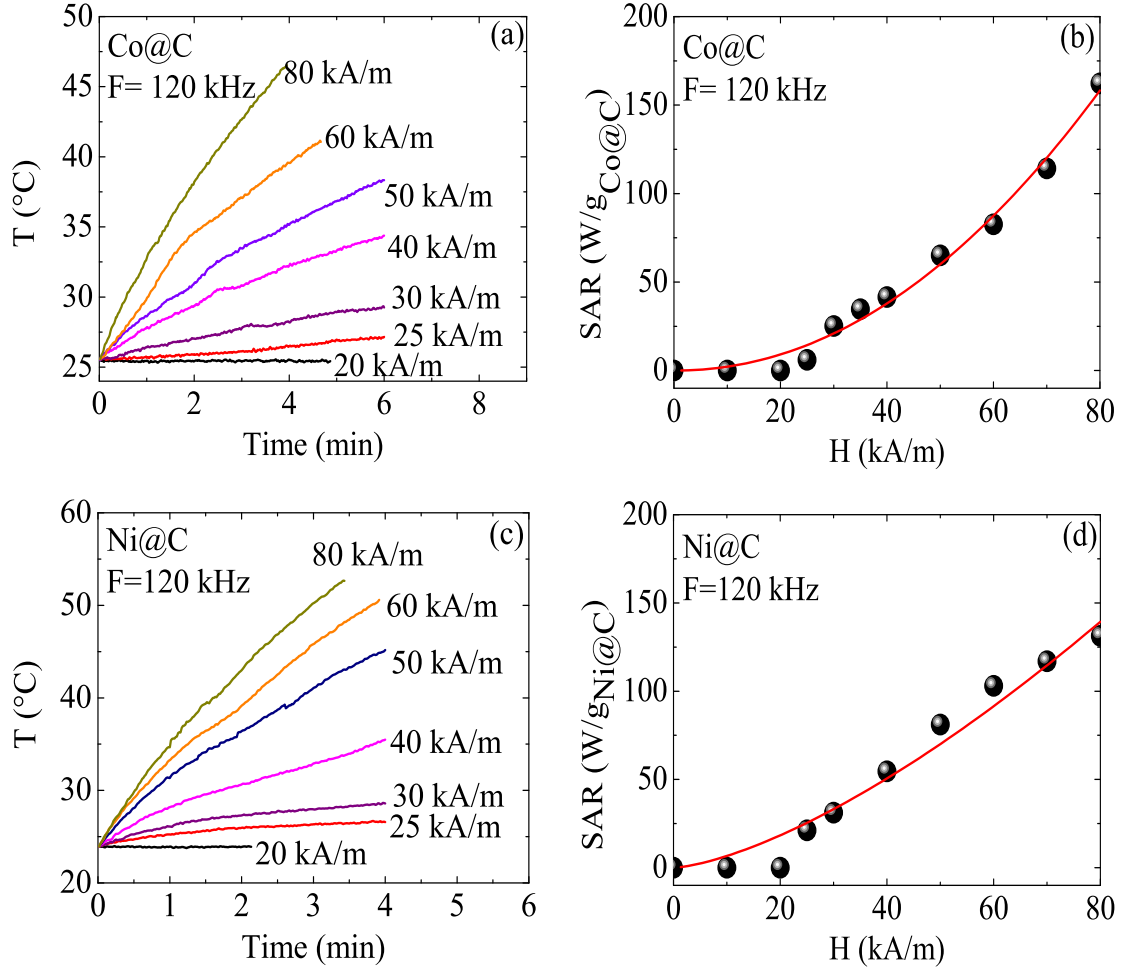 (a)
Co@C
F= 120 kHz
80 kA/m
60 kA/m
50 kA/m
40 kA/m
30 kA/m
25 kA/m
20 kA/m
50
45
40
35
30
25
0 2 4 6 8
T (°C)
Time (min)
(b)
Co@C
F= 120 kHz
200
150
100
50
0
0 20 40 60 80
SAR (W/gCo@C)
H (kA/m)
(c)
Ni@C
F=120 kHz
80 kA/m
60 kA/m
50 kA/m
40 kA/m
30 kA/m
25 kA/m
20 kA/m
60
50
40
30
20
0 1 2 3 4 5 6
T (°C)
Time (min)
(d)
Ni@C
F=120 kHz
200
150
100
50
0
0 20 40 60 80
SAR (W/gNi@C)
H (kA/m)